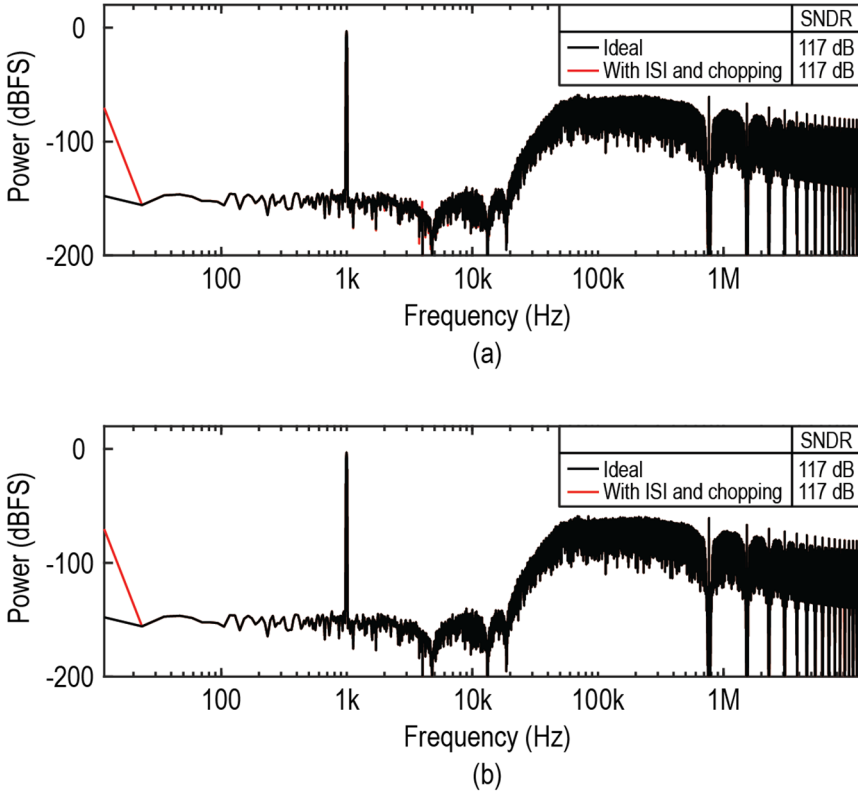 SNDR
Ideal 117 dB
With ISI and chopping 117 dB
Power (dBFS)
0
-100
-200
100 1k 10k 100k 1M
Frequency (Hz)
(a)
SNDR
Ideal 117 dB
With ISI and chopping 117 dB
Power (dBFS)
0
-100
-200
100 1k 10k 100k 1M
Frequency (Hz)
(b)